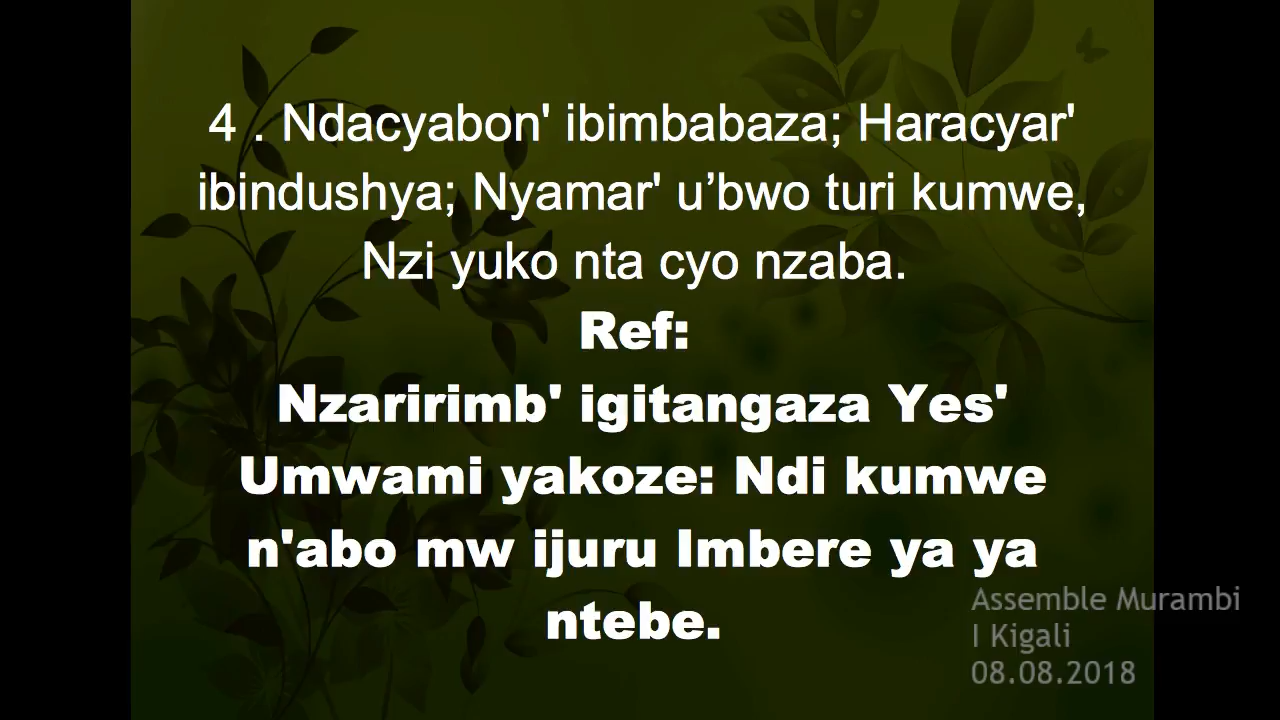 4 . Ndacyabon' ibimbabaza; Haracyar'
ibindushya; Nyamar' u’bwo turi kumwe,
Nzi yuko nta cyo nzaba.
Ref:
Nzaririmb' igitangaza Yes'
Umwami yakoze: Ndi kumwe
n'abo mw ijuru Imbere ya ya
ntebe.
Assemble Murambi
I Kigali
08.08.2018